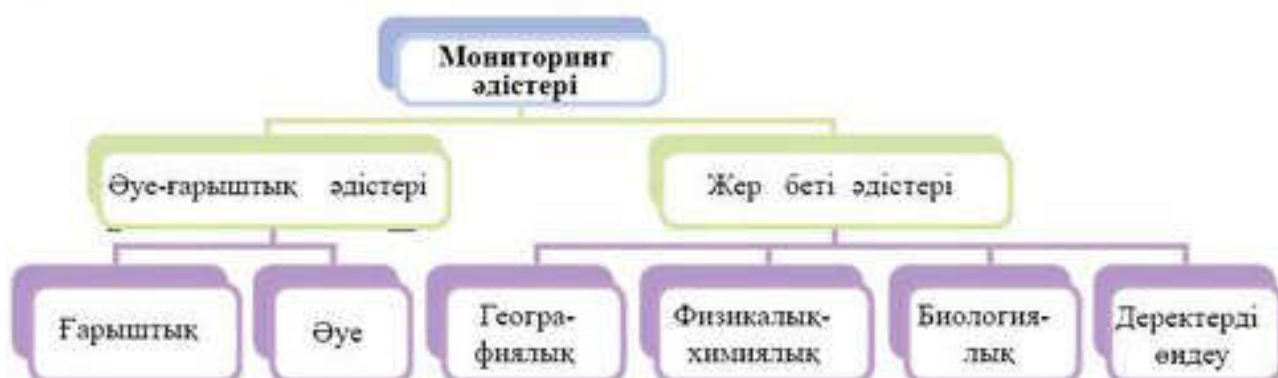 Мониторинг
әдістері
Әуе-ғарыштық әдістері
Жер беті әдістері
Ғарыштық
Әуе
Геогра-
фиялық
Физикалық-
химиялық
Биология-
лық
Деректерді
өңдеу